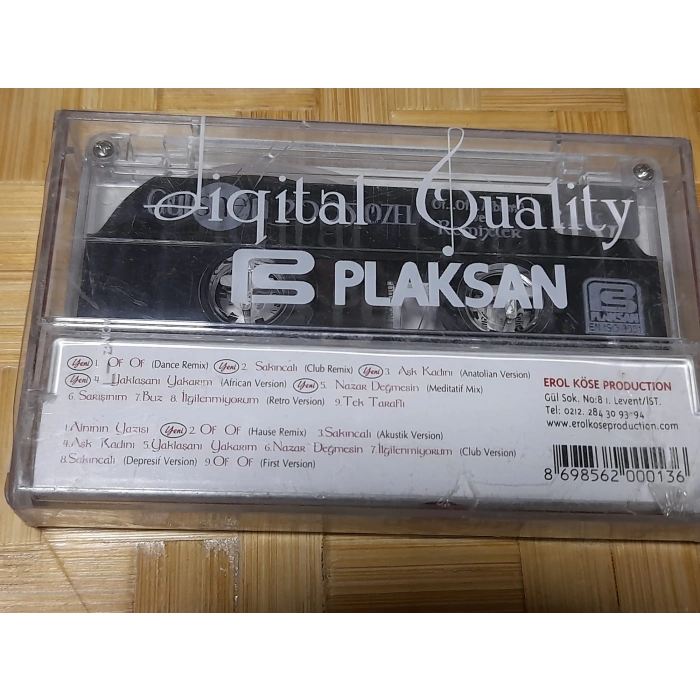 digital Quality
PLAKSAN
PLAKSAN
Yeni 1. Of Of (Dance Remix) Yeni 2. Sakıncalı (Club Remix) Yeni 3. Aşk Kadını (Anatolian Version)
Yeni 4. Yaklaşanı Yakarım (African Version) Yeni 5. Nazar Değmesin (Meditatif Mix)
6. Sarışınım 7. Buz 8. İlgilenmiyorum (Retro Version) 9. Tek Taraflı
1. Alnının Yazısı Yeni 2. Of Of (Hause Remix) 3. Sakıncalı (Akustik Version)
4. Aşk Kadını 5. Yaklaşanı Yakarım 6. Nazar Değmesin 7. İlgilenmiyorum (Club Version)
8. Sakıncalı (Depresif Version) 9. Of Of (First Version)
EROL KÖSE PRODUCTION
Gül Sok. No:8 1. Levent/İST.
Tel: 0212. 284 30 93-94
www.erolkoseproduction.com
8 698562 000136